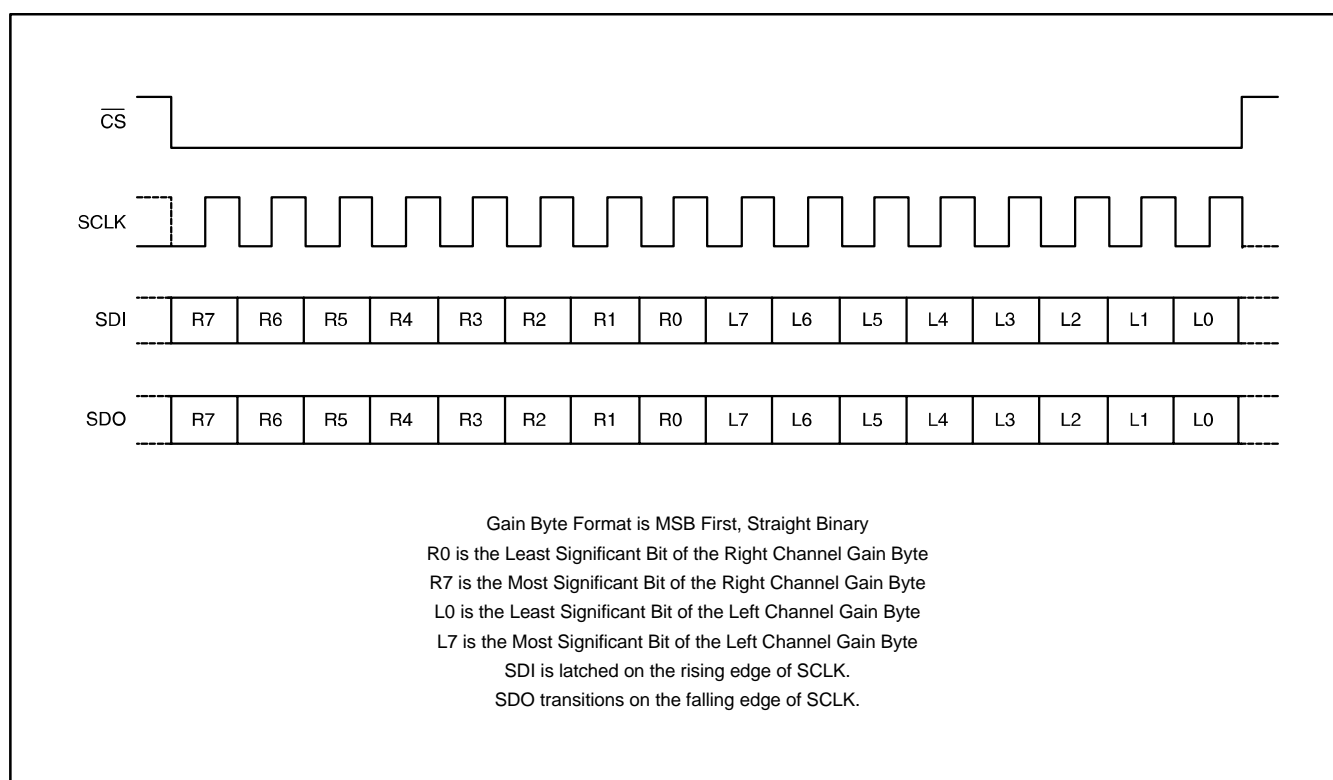 CS
SCLK
SDI R7 R6 R5 R4 R3 R2 R1 R0 L7 L6 L5 L4 L3 L2 L1 L0
SDO R7 R6 R5 R4 R3 R2 R1 R0 L7 L6 L5 L4 L3 L2 L1 L0
Gain Byte Format is MSB First, Straight Binary
R0 is the Least Significant Bit of the Right Channel Gain Byte
R7 is the Most Significant Bit of the Right Channel Gain Byte
L0 is the Least Significant Bit of the Left Channel Gain Byte
L7 is the Most Significant Bit of the Left Channel Gain Byte
SDI is latched on the rising edge of SCLK.
SDO transitions on the falling edge of SCLK.